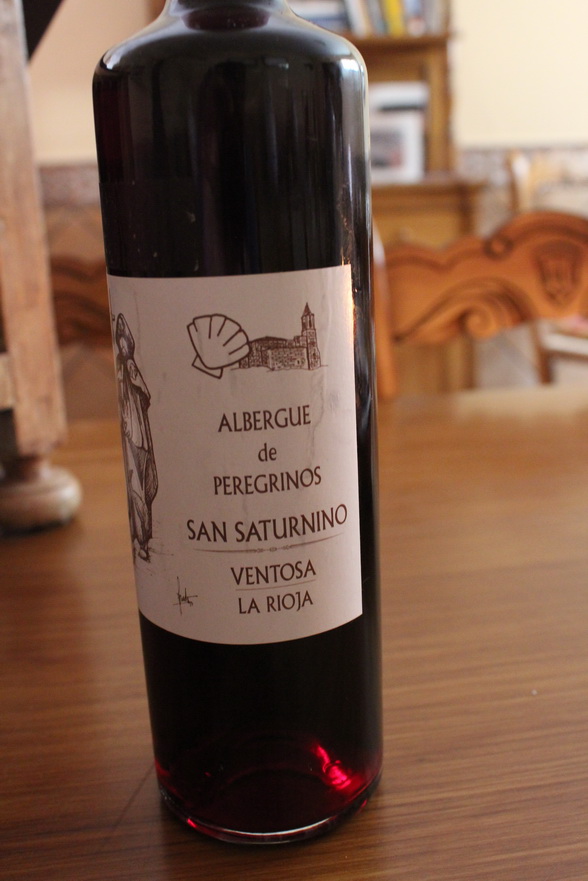 ALBERGUE
de
PEREGRINOS
SAN SATURNINO
VENTOSA
LA RIOJA